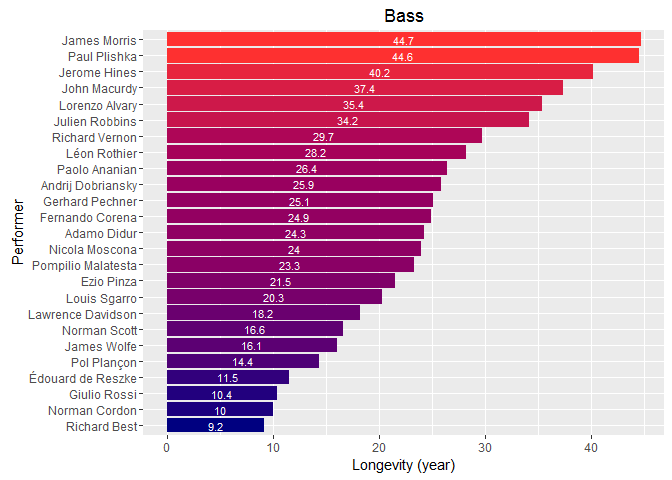 Bass
James Morris 44.7
Paul Plishka 44.6
Jerome Hines 40.2
John Macurdy 37.4
Lorenzo Alvary 35.4
Julien Robbins 34.2
Richard Vernon 29.7
Léon Rothier 28.2
Paolo Ananian 26.4
Andrij Dobriansky 25.9
Gerhard Pechner 25.1
Fernando Corena 24.9
Adamo Didur 24.3
Nicola Moscona 24
Pompilio Malatesta 23.3
Ezio Pinza 21.5
Louis Sgarro 20.3
Lawrence Davidson 18.2
Norman Scott 16.6
James Wolfe 16.1
Pol Plançon 14.4
Édouard de Reszke 11.5
Giulio Rossi 10.4
Norman Cordon 10
Richard Best 9.2
Performer
0 10 20 30 40
Longevity (year)